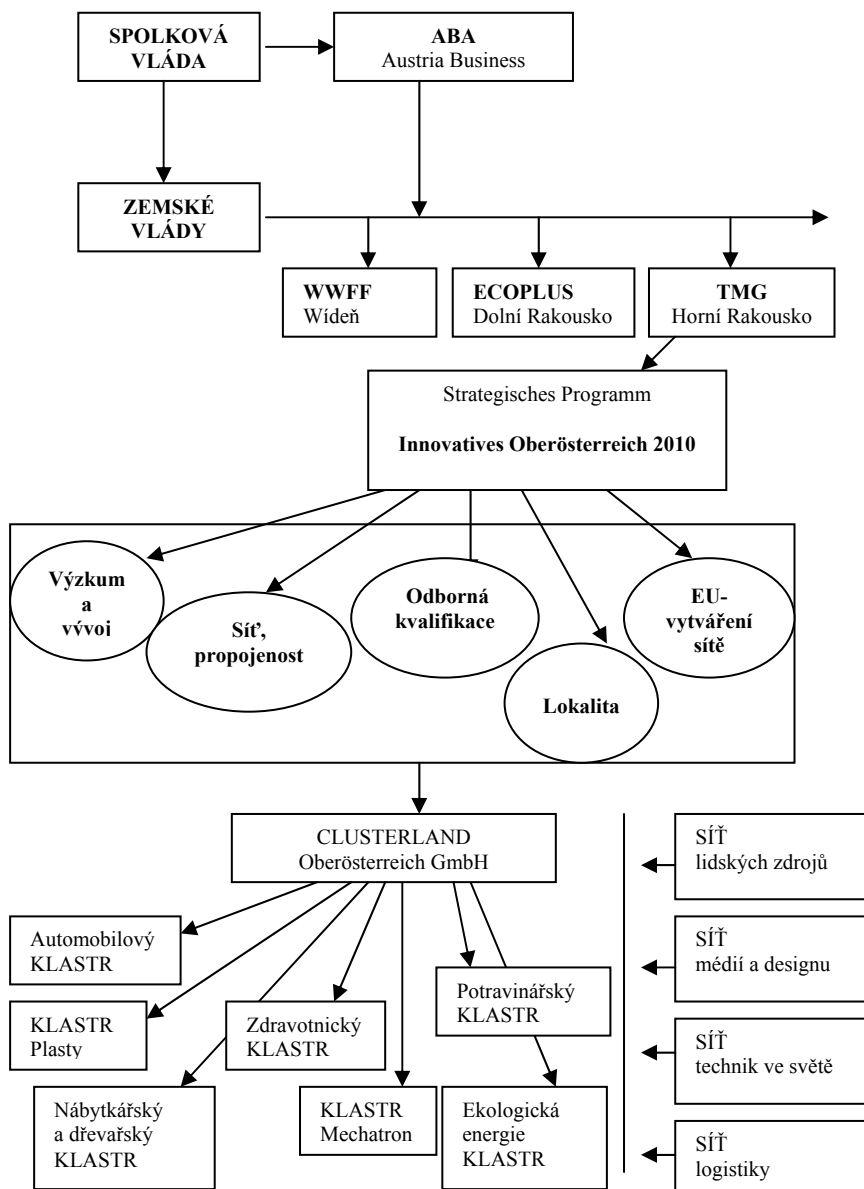 SPOLKOVÁ
VLÁDA
ABA
Austria Business
ZEMSKÉ
VLÁDY
WWFF
Wídeň
ECOPLUS
Dolní Rakousko
TMG
Horní Rakousko
Strategisches Programm
Innovatives Oberösterreich 2010
Výzkum
a
vývoj
Síť,
propojenost
Odborná
kvalifikace
Lokalita
EU-
vytváření
sítě
CLUSTERLAND
Oberösterreich GmbH
Automobilový
KLASTR
KLASTR
Plasty
Nábytkářský
a dřevařský
KLASTR
Zdravotnický
KLASTR
KLASTR
Mechatron
Potravinářský
KLASTR
Ekologická
energie
KLASTR
SÍŤ
lidských zdrojů
SÍŤ
médií a designu
SÍŤ
technik ve světě
SÍŤ
logistiky